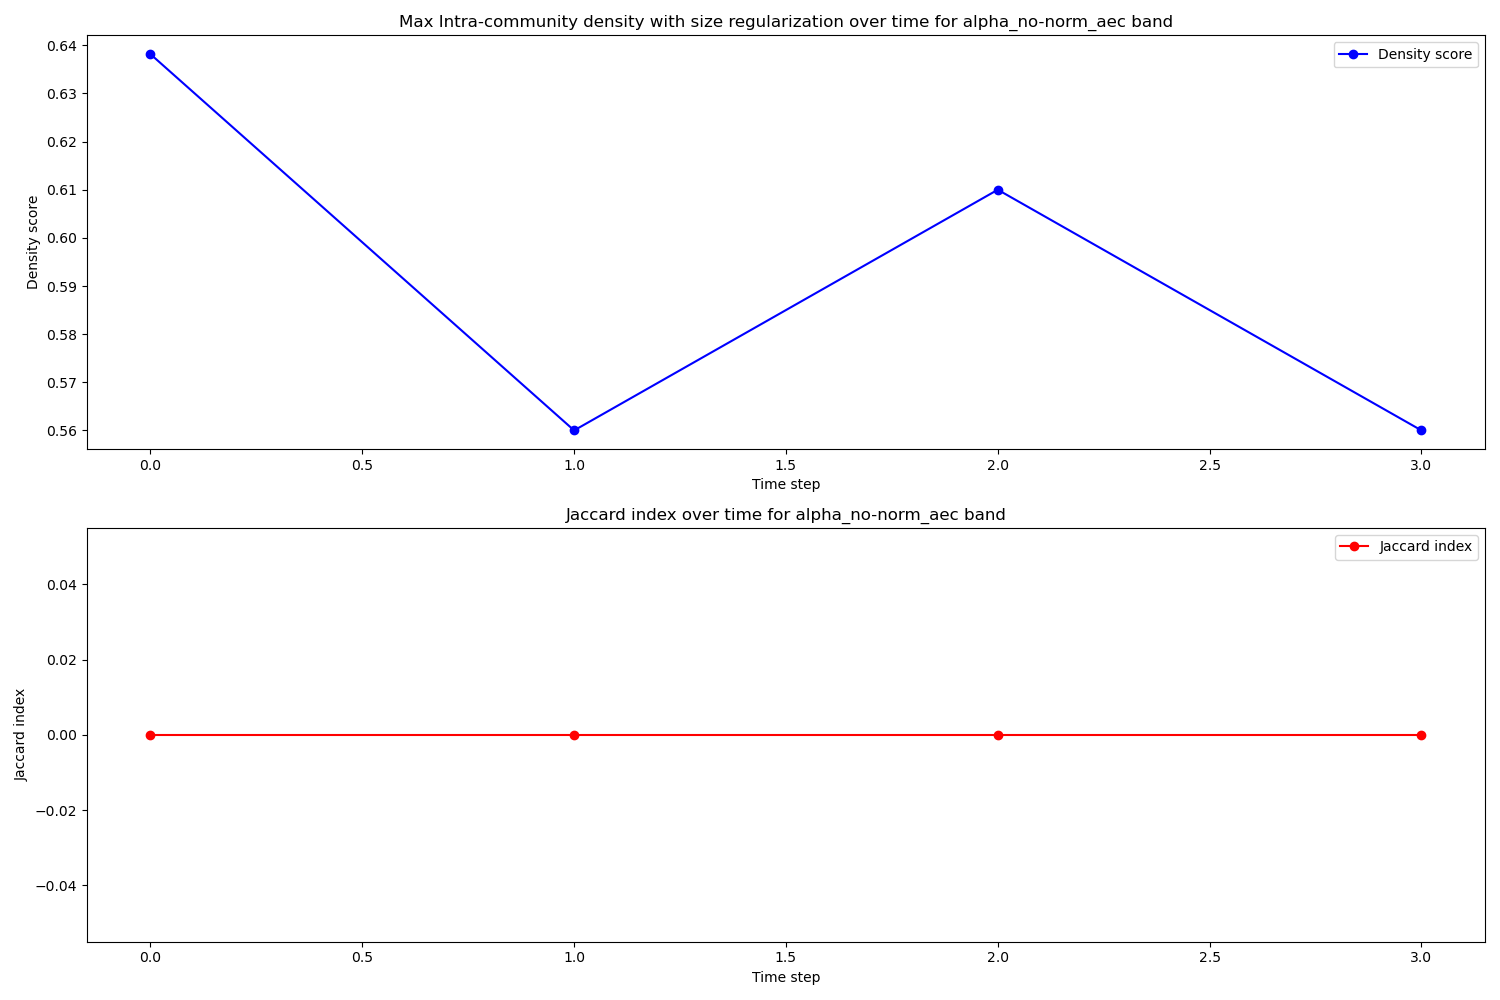 Max Intra-community density with size regularization over time for alpha_no-norm_aec band
Density score
0.64
0.63
0.62
0.61
0.60
0.59
0.58
0.57
0.56
Density score
0.0 0.5 1.0 1.5 2.0 2.5 3.0
Time step
Jaccard index over time for alpha_no-norm_aec band
Jaccard index
0.04
0.02
0.00
−0.02
−0.04
Jaccard index
0.0 0.5 1.0 1.5 2.0 2.5 3.0
Time step